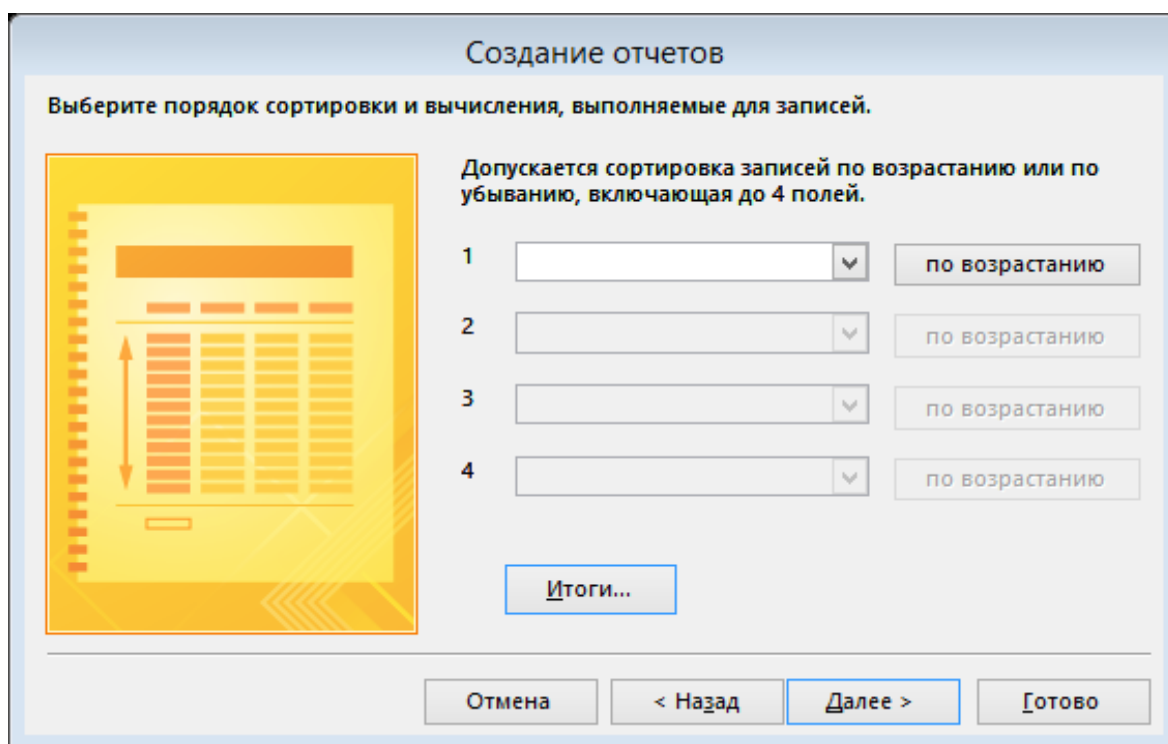 Создание отчетов
Выберите порядок сортировки и вычисления, выполняемые для записей.
Допускается сортировка записей по возрастанию или по
убыванию, включающая до 4 полей.
1 по возрастанию
2 по возрастанию
3 по возрастанию
4 по возрастанию
Итоги...
Отмена < Назад Далее > Готово